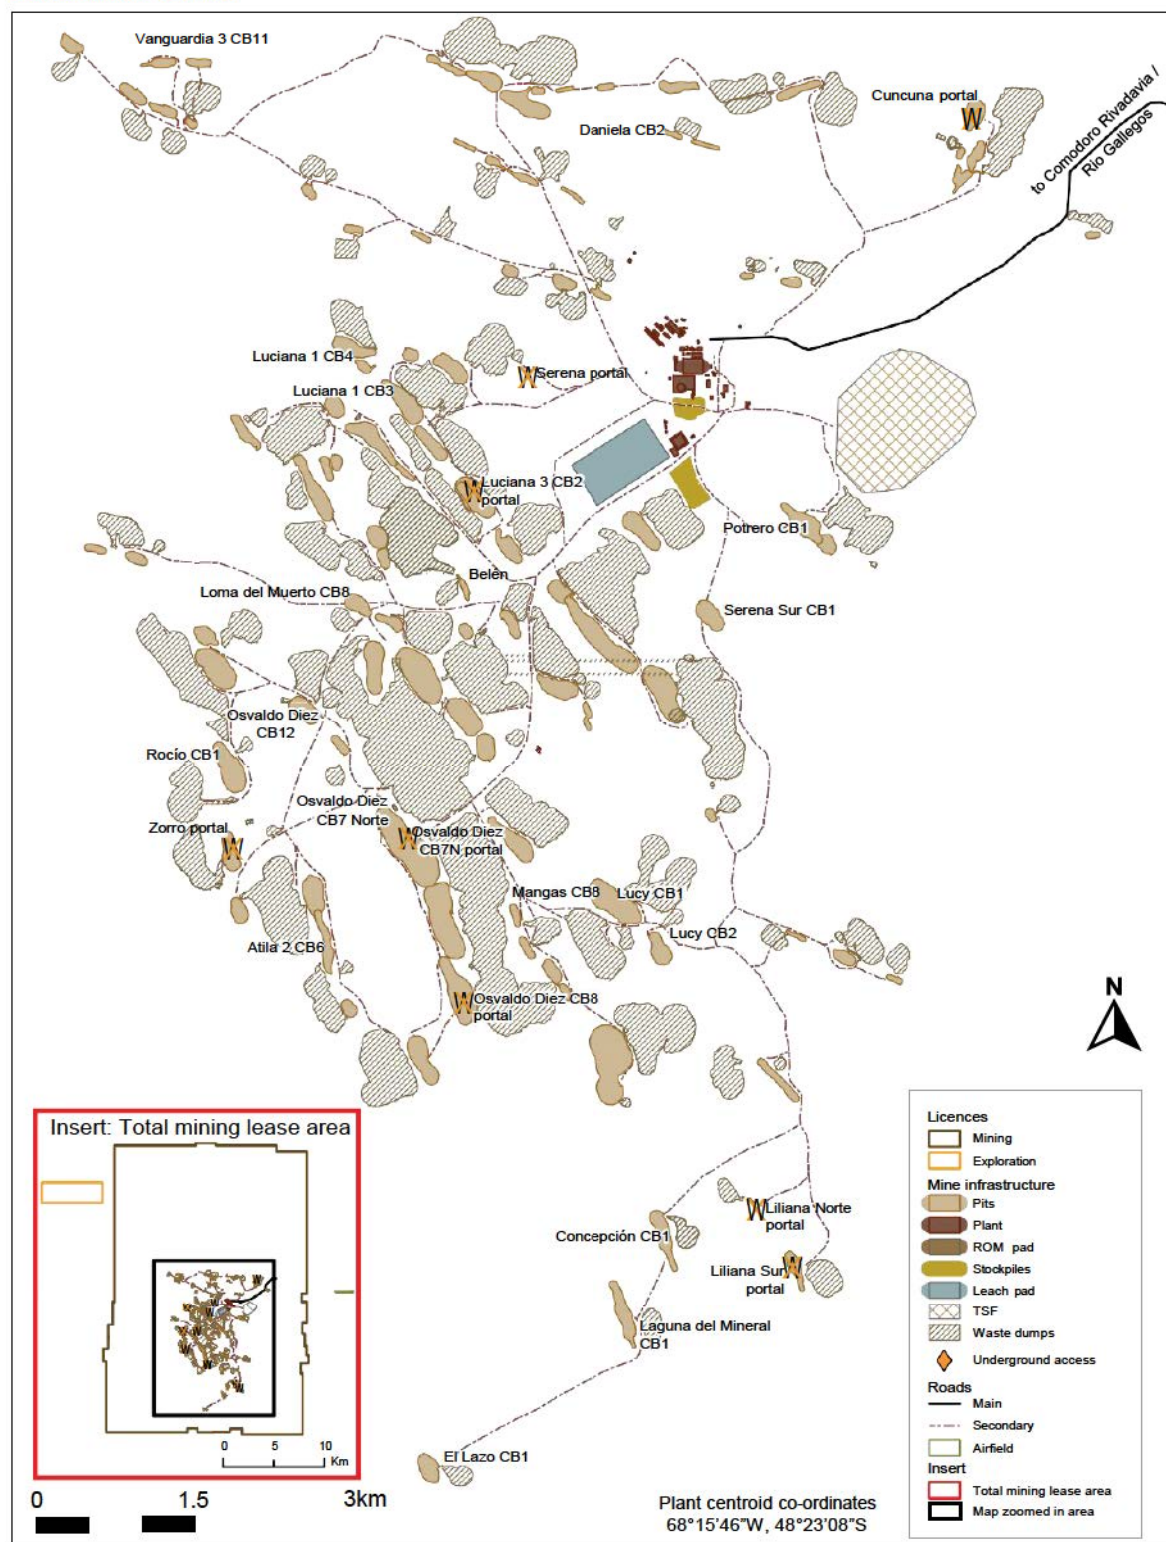 Vanguardia 3 CB11
Cuncuna portal
W
Daniela CB2
to Comodoro Rivadavia /
Rio Gallegos
Luciana 1 CB4
W
Serena portal
Luciana 1 CB3
W
Luciana 3 CB2
portal
Potrero CB1
Belén
Loma del Muerto CB8
Serena Sur CB1
Osvaldo Diez
CB12
Rocío CB1
Osvaldo Diez
CB7 Norte
Zorro portal
W
W
Osvaldo Diez
CB7N portal
Mangas CB8
Lucy CB1
Lucy CB2
Atila 2 CB6
W
Osvaldo Diez CB8
portal
N
W
Liliana Norte
portal
Concepción CB1
Liliana Sur
portal
W
Laguna del Mineral
CB1
El Lazo CB1
Insert: Total mining lease area
W
W
W
W
W
W
W
W
0 5 10
Km
0 1.5 3km
Plant centroid co-ordinates
68°15'46"W, 48°23'08"S
Licences
Mining
Exploration
Mine infrastructure
Pits
Plant
ROM pad
Stockpiles
Leach pad
TSF
Waste dumps
Underground access
Roads
Main
Secondary
Airfield
Insert
Total mining lease area
Map zoomed in area